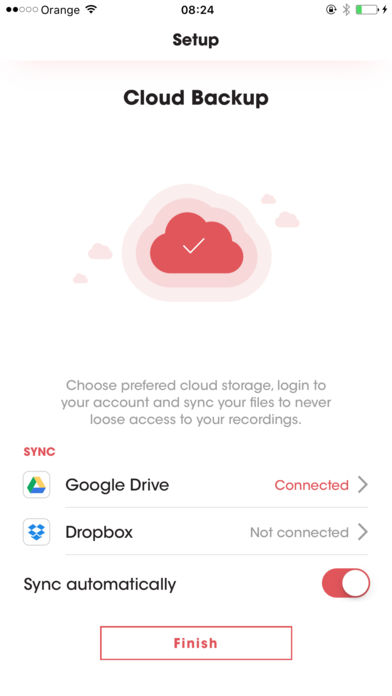 Orange 08:24
Setup
Cloud Backup
Choose prefered cloud storage, login to
your account and sync your files to never
loose access to your recordings.
SYNC
Google Drive Connected
Dropbox Not connected
Sync automatically
Finish